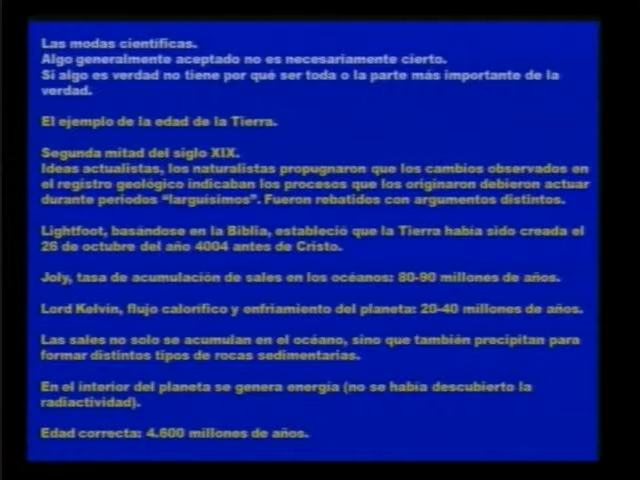 Las modas científicas.
Algo generalmente aceptado no es necesariamente cierto.
Si algo es verdad no tiene por qué ser toda o la parte más importante de la
verdad.
El ejemplo de la edad de la Tierra.
Segunda mitad del siglo XIX.
Ideas actualistas, los naturalistas propugnaron que los cambios observados en
el registro geológico indicaban los procesos que los originaron debieron actuar
durante periodos “larguísimos”. Fueron rebatidos con argumentos distintos.
Lightfoot, basándose en la Biblia, estableció que la Tierra había sido creada el
26 de octubre del año 4004 antes de Cristo.
Joly, tasa de acumulación de sales en los océanos: 80-90 millones de años.
Lord Kelvin, flujo calorífico y enfriamiento del planeta: 20-40 millones de años.
Las sales no solo se acumulan en el océano, sino que también precipitan para
formar distintos tipos de rocas sedimentarias.
En el interior del planeta se genera energía (no se había descubierto la
radiactividad).
Edad correcta: 4.600 millones de años.